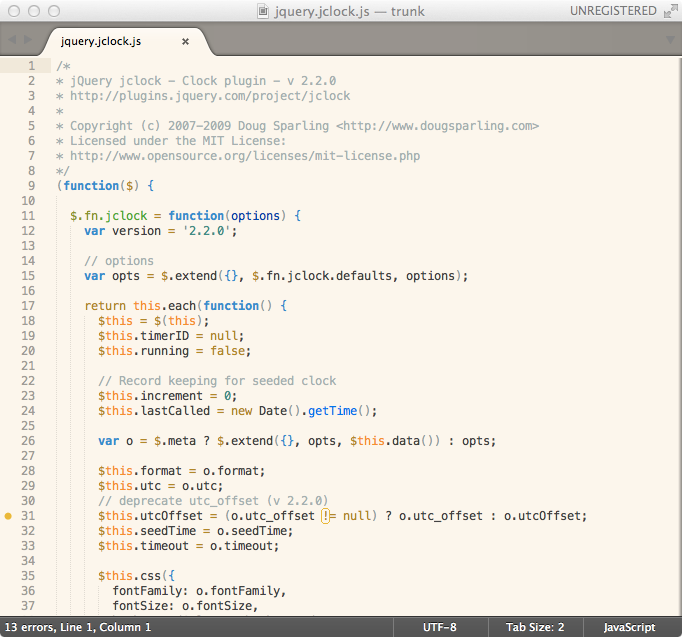 jquery.jclock.js — trunk
UNREGISTERED
jquery.jclock.js ×
1 /*
2 * jQuery jclock - Clock plugin - v 2.2.0
3 * http://plugins.jquery.com/project/jclock
4 *
5 * Copyright (c) 2007-2009 Doug Sparling <http://www.dougsparling.com>
6 * Licensed under the MIT License:
7 * http://www.opensource.org/licenses/mit-license.php
8 */
9 (function($) {
10
11 $.fn.jclock = function(options) {
12 var version = '2.2.0';
13
14 // options
15 var opts = $.extend({}, $.fn.jclock.defaults, options);
16
17 return this.each(function() {
18 $this = $(this);
19 $this.timerID = null;
20 $this.running = false;
21
22 // Record keeping for seeded clock
23 $this.increment = 0;
24 $this.lastCalled = new Date().getTime();
25
26 var o = $.meta ? $.extend({}, opts, $this.data()) : opts;
27
28 $this.format = o.format;
29 $this.utc = o.utc;
30 // deprecate utc_offset (v 2.2.0)
31 $this.utcOffset = (o.utc_offset != null) ? o.utc_offset : o.utcOffset;
32 $this.seedTime = o.seedTime;
33 $this.timeout = o.timeout;
34
35 $this.css({
36 fontFamily: o.fontFamily,
37 fontSize: o.fontSize,
13 errors, Line 1, Column 1
UTF-8
Tab Size: 2
JavaScript